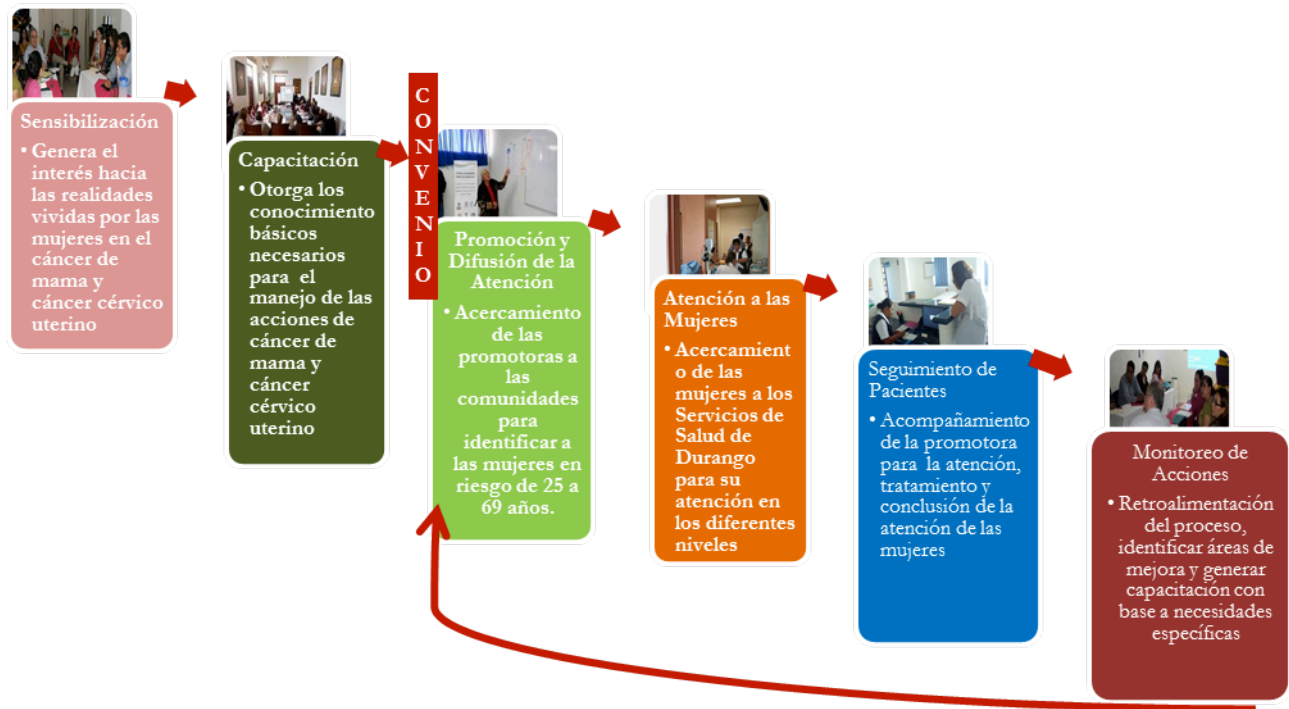 Sensibilización
• Genera el
interés hacia
las realidades
vividas por las
mujeres en el
cáncer de
mama y
cáncer cérvico
uterino
Capacitación
• Otorga los
conocimiento
básicos
necesarios
para el
manejo de las
acciones de
cáncer de
mama y
cáncer
cérvico
uterino
C
O
N
V
E
N
I
O
Promoción y
Difusión de la
Atención
• Acercamiento
de las
promotoras a
las
comunidades
para
identificar a
las mujeres en
riesgo de 25 a
69 años.
Atención a las
Mujeres
• Acercamient
o de las
mujeres a los
Servicios de
Salud de
Durango
para su
atención en
los diferentes
niveles
Seguimiento de
Pacientes
• Acompañamiento
de la promotora
para la atención,
tratamiento y
conclusión de la
atención de las
mujeres
Monitoreo de
Acciones
• Retroalimentación
del proceso,
identificar áreas de
mejora y generar
capacitación con
base a necesidades
específicas